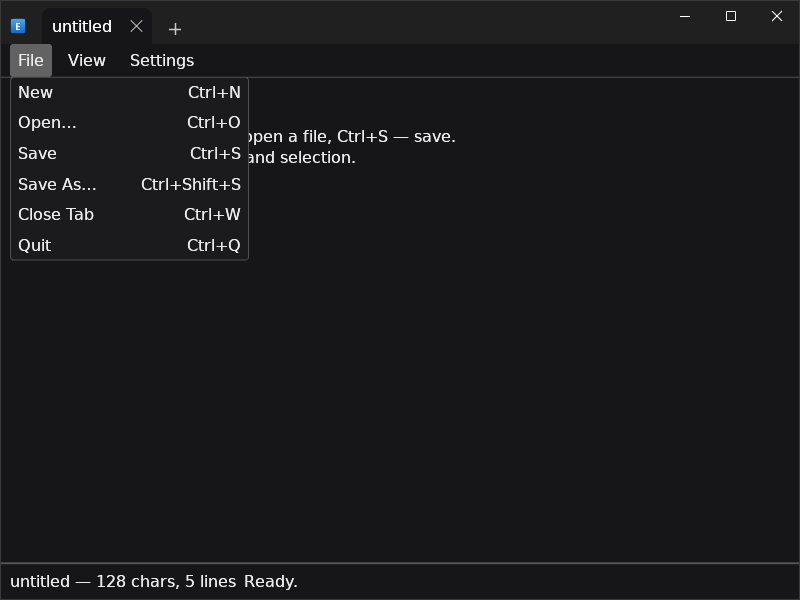 E untitled
File View Settings
New Ctrl+N
Open... Ctrl+O
Save Ctrl+S
Save As... Ctrl+Shift+S
Close Tab Ctrl+W
Quit Ctrl+Q
open a file, Ctrl+S — save.
and selection.
untitled — 128 chars, 5 lines Ready.